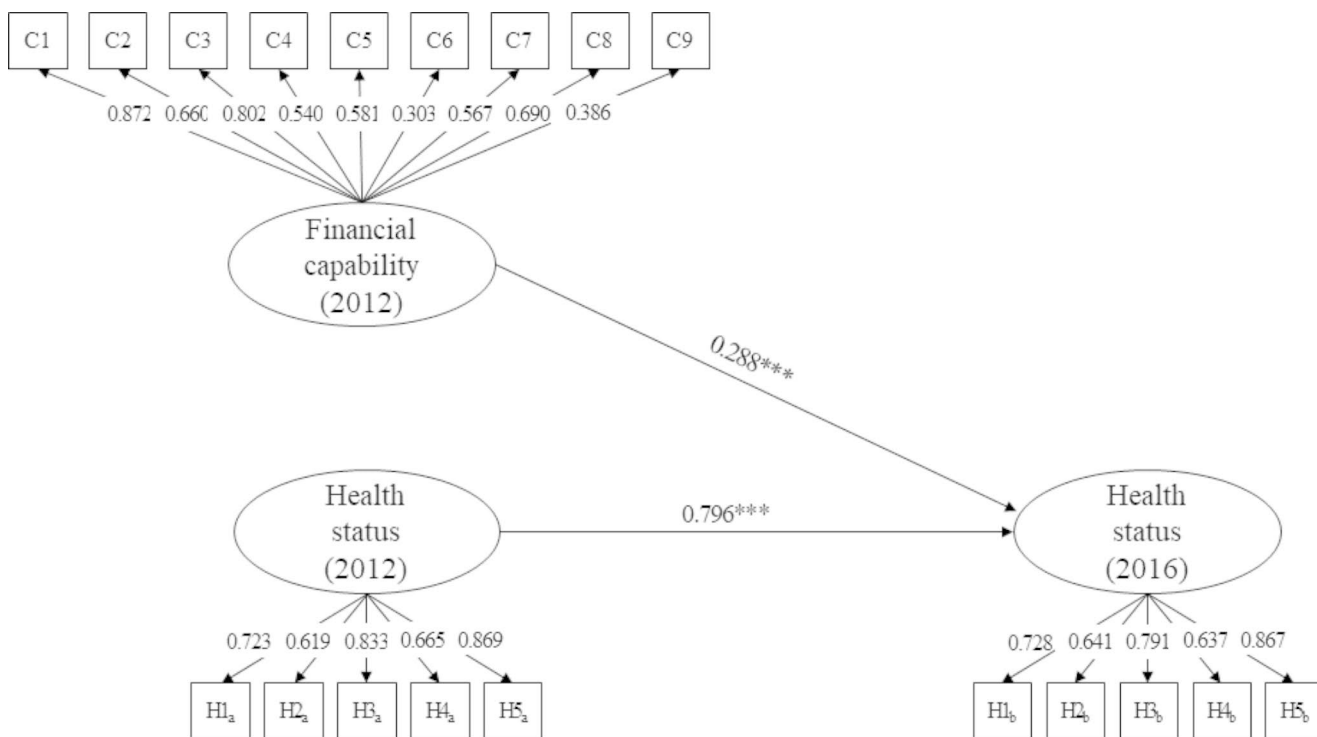 C1 C2 C3 C4 C5 C6 C7 C8 C9
0.872 0.660 0.802 0.540 0.581 0.303 0.567 0.690 0.386
Financial
capability
(2012)
0.288***
0.796***
Health
status
(2012)
Health
status
(2016)
0.723 0.619 0.833 0.665 0.869
0.728 0.641 0.791 0.637 0.867
H1a H2a H3a H4a H5a
H1b H2b H3b H4b H5b